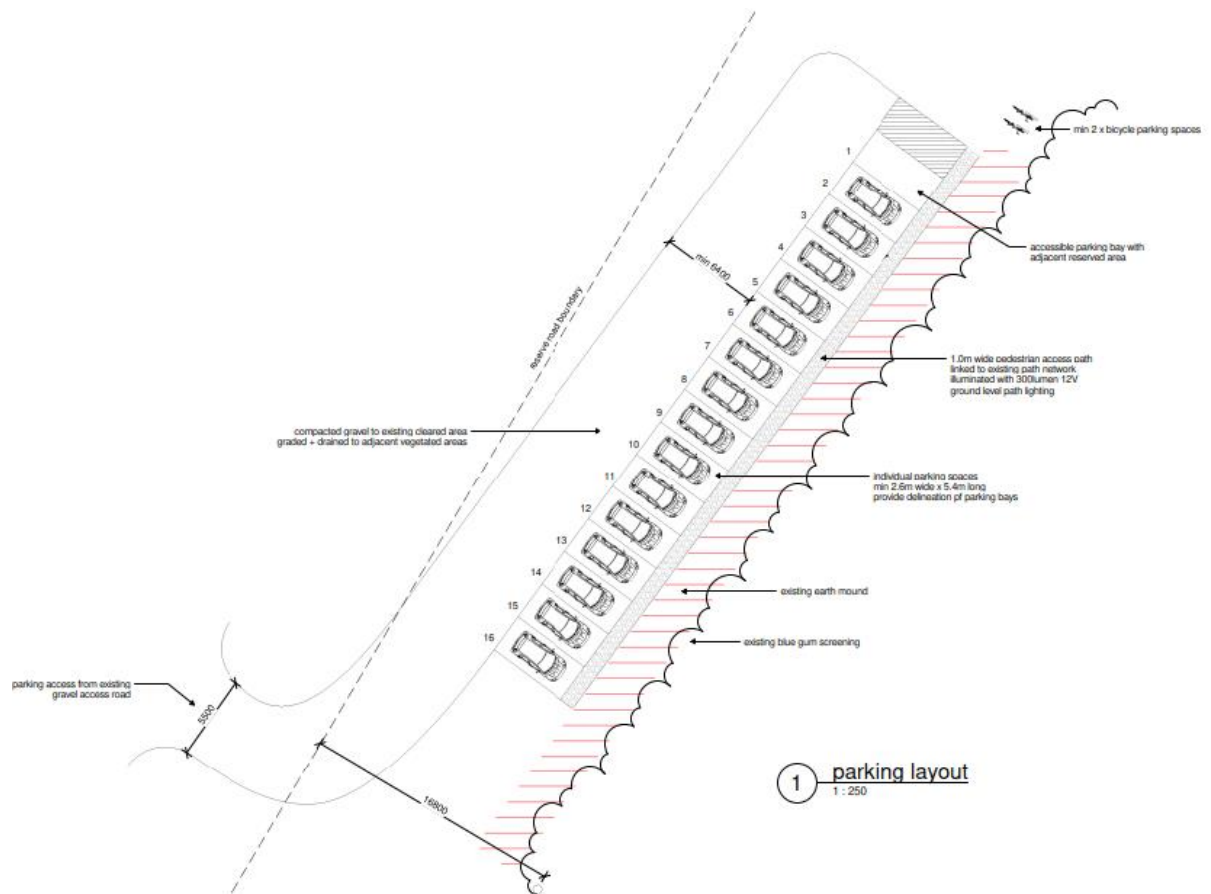 min 2 x bicycle parking spaces
1
2
3
4
5
6
7
8
9
10
11
12
13
14
15
16
accessible parking bay with
adjacent reserved area
min 6400
reserve road boundary
1.0m wide pedestrian access path
linked to existing path network
illuminated with 300lumen 12V
ground level path lighting
compacted gravel to existing cleared area
graded + drained to adjacent vegetated areas
individual parking spaces
min 2.6m wide x 5.4m long
provide delineation pf parking bays
existing earth mound
existing blue gum screening
parking access from existing
gravel access road
5500
16800
1 parking layout
1 : 250